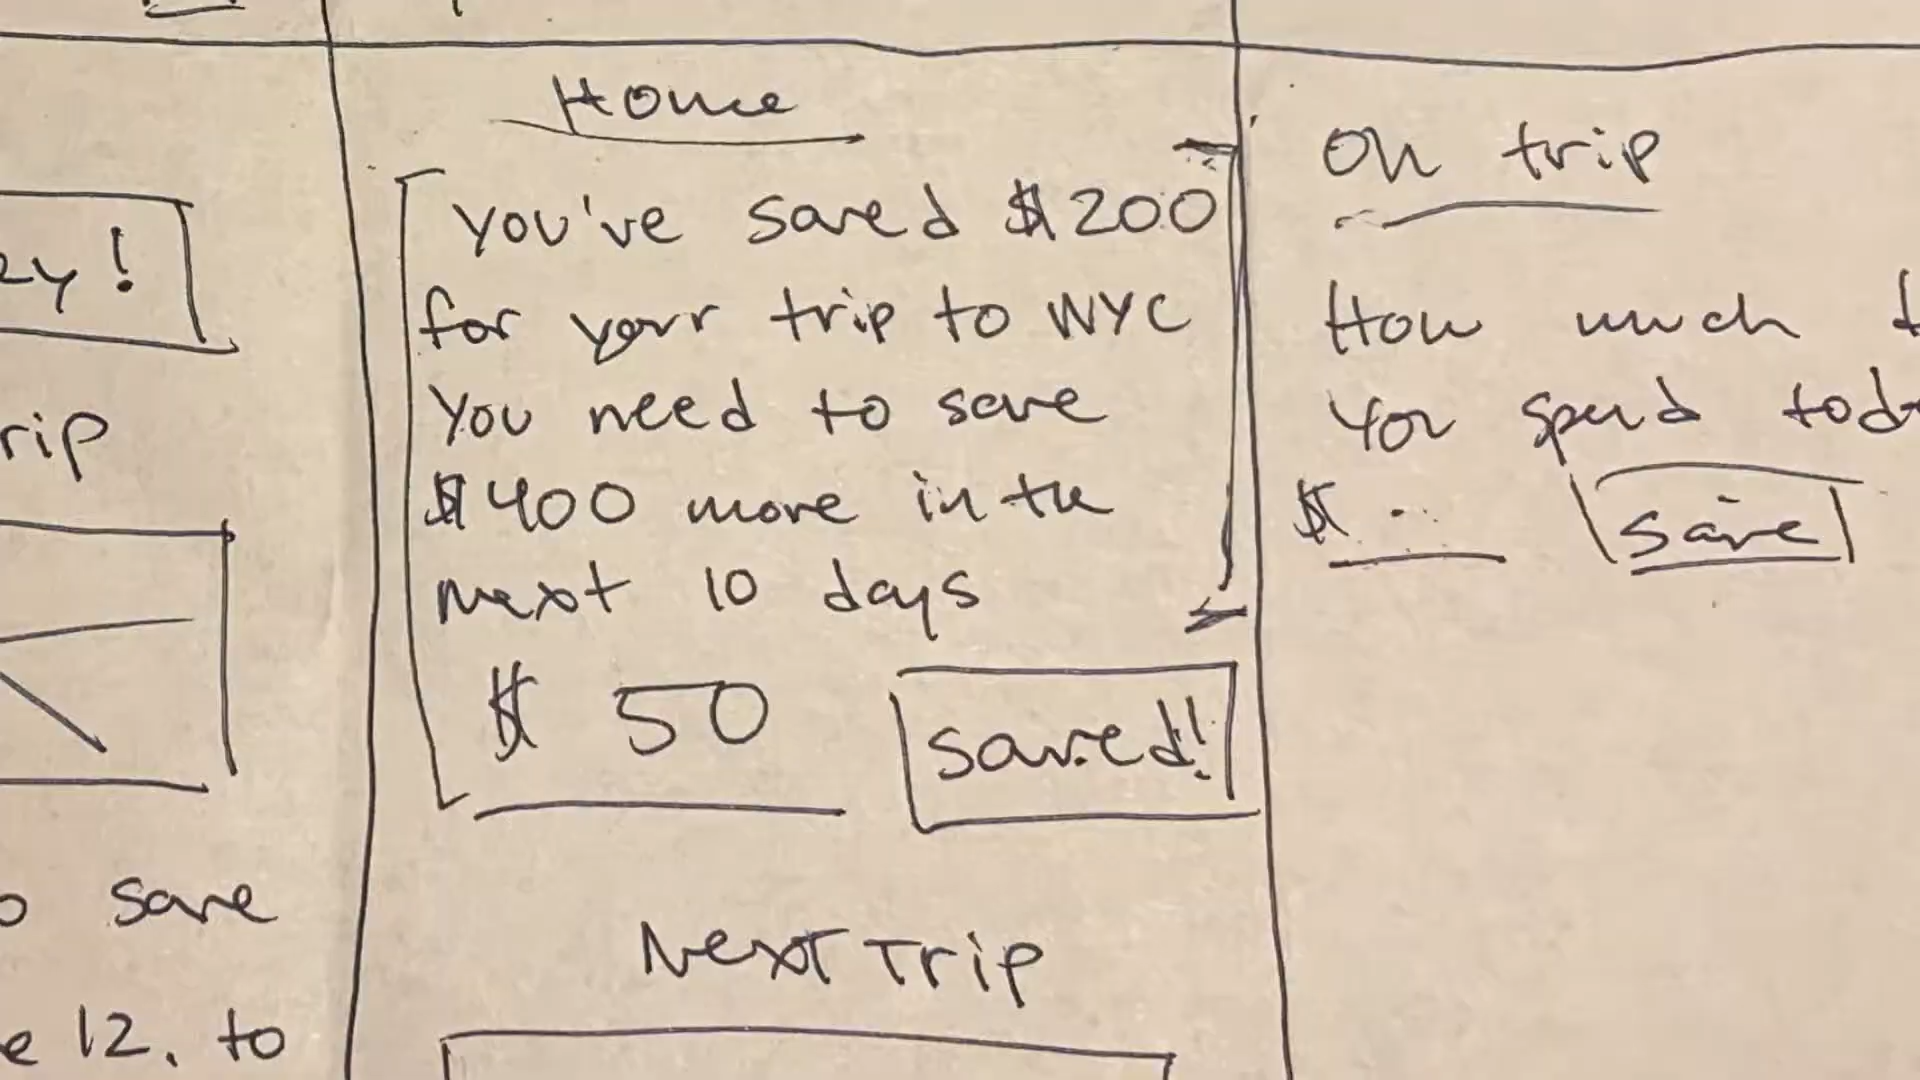 Home
you've saved $200
for your trip to NYC
You need to save
$400 more in the
next 10 days
$ 50
saved!
Next Trip
On trip
How much
you spend
$
save
save
12. to